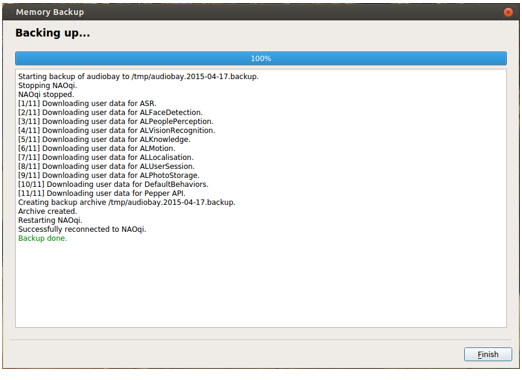 Memory Backup
Backing up...
100%
Starting backup of audiobay to /tmp/audiobay.2015-04-17.backup.
Stopping NAOqi.
NAOqi stopped.
[1/11] Downloading user data for ASR.
[2/11] Downloading user data for ALFaceDetection.
[3/11] Downloading user data for ALPeoplePerception.
[4/11] Downloading user data for ALVisionRecognition.
[5/11] Downloading user data for ALKnowledge.
[6/11] Downloading user data for ALMotion.
[7/11] Downloading user data for ALLocalisation.
[8/11] Downloading user data for ALUserSession.
[9/11] Downloading user data for ALPhotoStorage.
[10/11] Downloading user data for DefaultBehaviors.
[11/11] Downloading user data for Pepper API.
Creating backup archive /tmp/audiobay.2015-04-17.backup.
Archive created.
Restarting NAOqi.
Successfully reconnected to NAOqi.
Backup done.
Finish